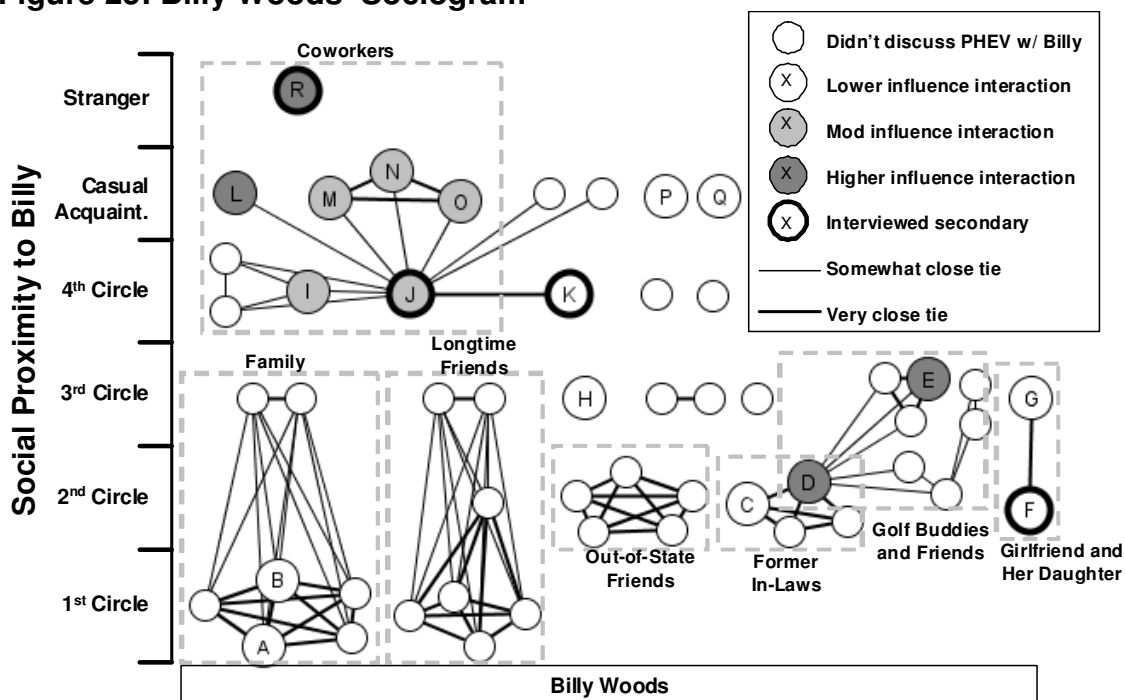 Figure 25: Billy Woods' Sociogram
Coworkers
Didn't discuss PHEV w/ Billy
X Lower influence interaction
X Mod influence interaction
X Higher influence interaction
X Interviewed secondary
Somewhat close tie
Very close tie
Social Proximity to Billy
Stranger
R
Casual
Acquaint.
L M N O P Q
4th Circle
I J K
Family
Longtime
Friends
3rd Circle
H E G
2nd Circle
C D F
Out-of-State
Friends
Former
In-Laws
Golf Buddies
and Friends
Girlfriend and
Her Daughter
1st Circle
B
A
Billy Woods